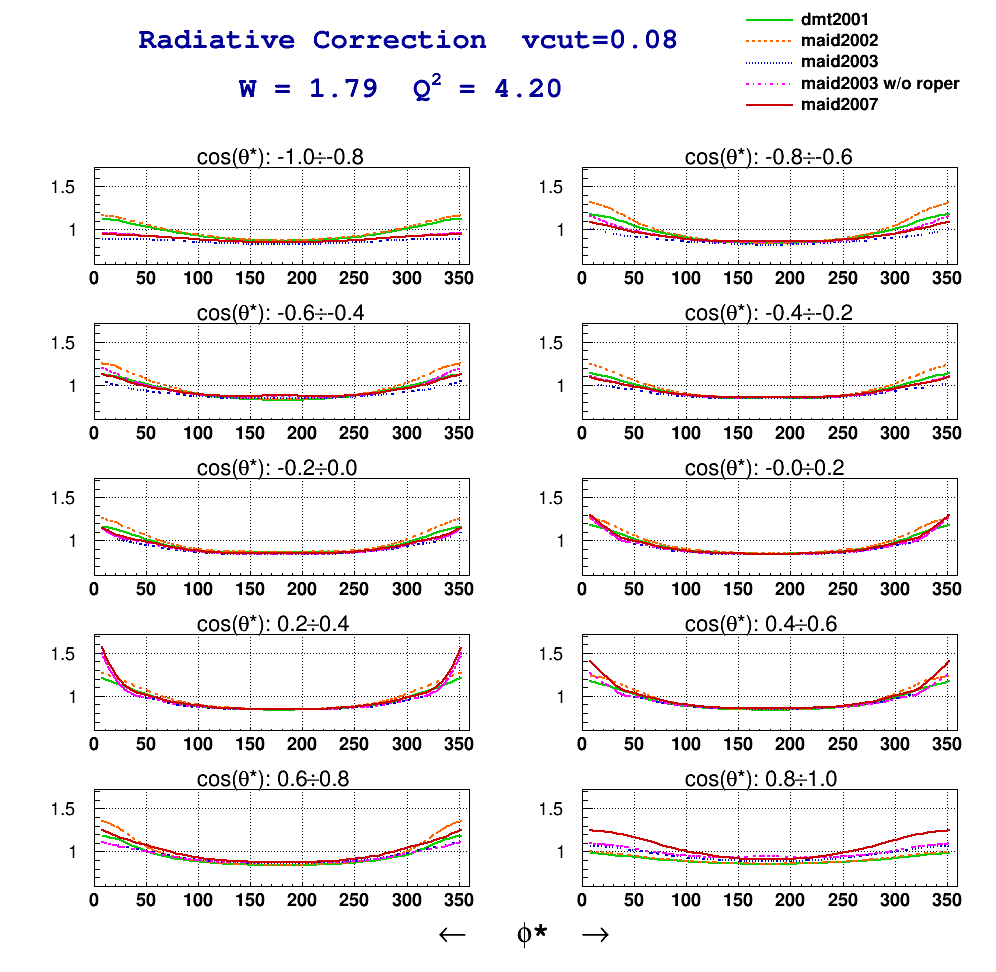 Radiative Correction vcut=0.08
W = 1.79 Q² = 4.20
dmt2001
maid2002
maid2003
maid2003 w/o roper
maid2007
cos(θ*): -1.0÷-0.8
1.5
1
0 50 100 150 200 250 300 350
cos(θ*): -0.8÷-0.6
1.5
1
0 50 100 150 200 250 300 350
cos(θ*): -0.6÷-0.4
1.5
1
0 50 100 150 200 250 300 350
cos(θ*): -0.4÷-0.2
1.5
1
0 50 100 150 200 250 300 350
cos(θ*): -0.2÷0.0
1.5
1
0 50 100 150 200 250 300 350
cos(θ*): -0.0÷0.2
1.5
1
0 50 100 150 200 250 300 350
cos(θ*): 0.2÷0.4
1.5
1
0 50 100 150 200 250 300 350
cos(θ*): 0.4÷0.6
1.5
1
0 50 100 150 200 250 300 350
cos(θ*): 0.6÷0.8
1.5
1
0 50 100 150 200 250 300 350
cos(θ*): 0.8÷1.0
1.5
1
0 50 100 150 200 250 300 350
← ϕ* →